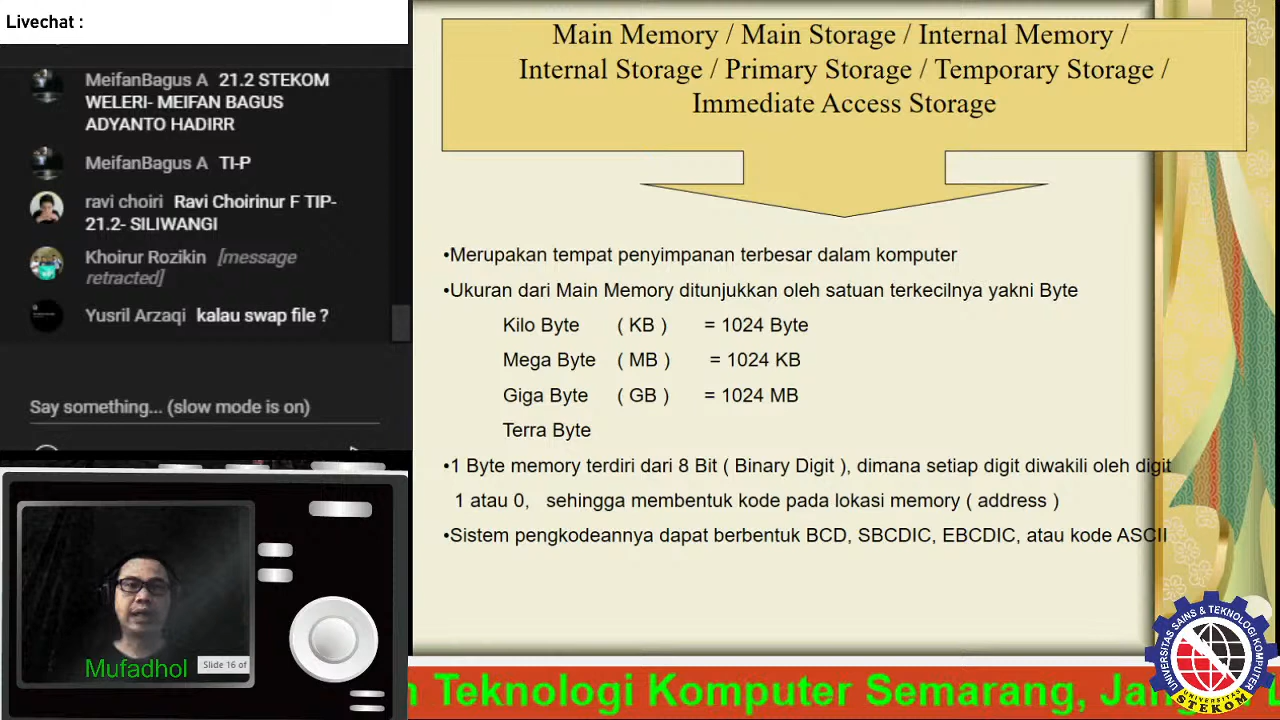 Livechat :
MeifanBagus A 21.2 STEKOM
WELERI- MEIFAN BAGUS
ADYANTO HADIRR
MeifanBagus A TI-P
ravi choiri Ravi Choirinur F TIP-
21.2- SILIWANGI
Khoirur Rozikin [message
retracted]
Yusril Arzaqi kalau swap file ?
Say something... (slow mode is on)
Mufadhol
Slide 16 of
Main Memory / Main Storage / Internal Memory /
Internal Storage / Primary Storage / Temporary Storage /
Immediate Access Storage
•Merupakan tempat penyimpanan terbesar dalam komputer
•Ukuran dari Main Memory ditunjukkan oleh satuan terkecilnya yakni Byte
Kilo Byte ( KB ) = 1024 Byte
Mega Byte ( MB ) = 1024 KB
Giga Byte ( GB ) = 1024 MB
Terra Byte
•1 Byte memory terdiri dari 8 Bit ( Binary Digit ), dimana setiap digit diwakili oleh digit
1 atau 0, sehingga membentuk kode pada lokasi memory ( address )
•Sistem pengkodeannya dapat berbentuk BCD, SBCDIC, EBCDIC, atau kode ASCII
UNIVERSITAS SAINS & TEKNOLOGI KOMPUTER
UNIVERSITAS
STEKOM
Teknologi Komputer Semarang,